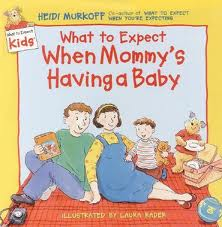 HEIDI MURKOFF
Co-author of WHAT TO EXPECT
WHEN YOU'RE EXPECTING
What to Expect
Kids
What to Expect
When Mommy's
Having a Baby
ILLUSTRATED BY LAURA RADER